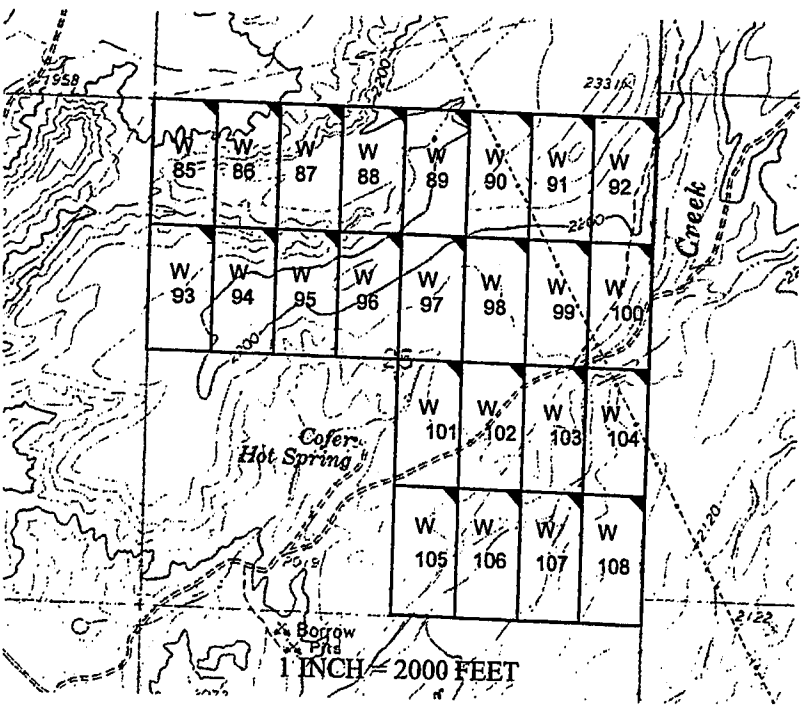 1958
2200
2331
W W W W W W W W
85 86 87 88 89 90 91 92
Creek
2200
W W W W W W W W
93 94 95 96 97 98 99 100
W W W W
101 102 103 104
Cofer
Hot Spring
W W W W
105 106 107 108
2120
2019
2122
Borrow
Pits
1 INCH = 2000 FEET